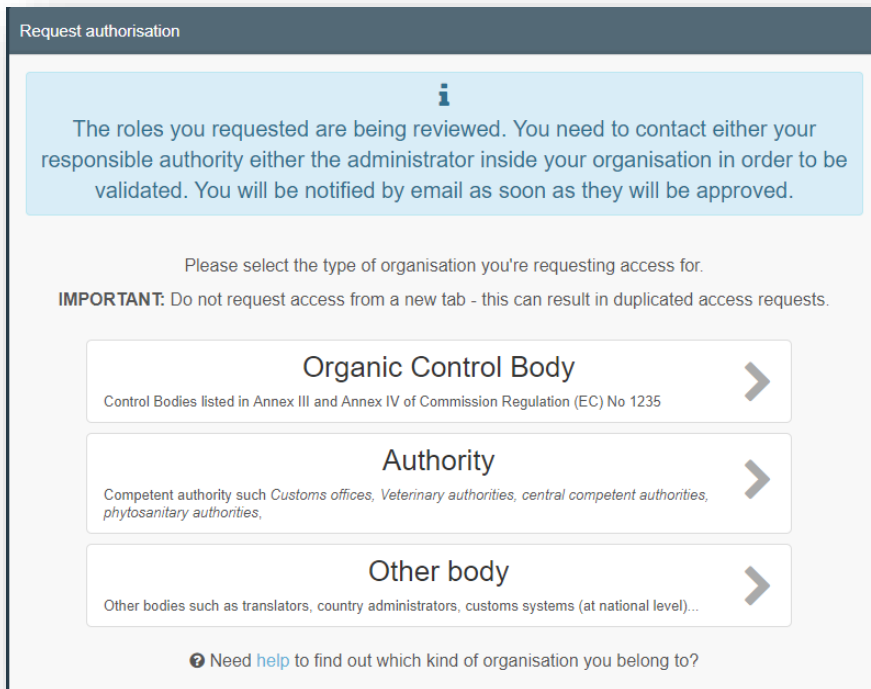 Request authorisation
i
The roles you requested are being reviewed. You need to contact either your
responsible authority either the administrator inside your organisation in order to be
validated. You will be notified by email as soon as they will be approved.
Please select the type of organisation you're requesting access for.
IMPORTANT: Do not request access from a new tab - this can result in duplicated access requests.
Organic Control Body
Control Bodies listed in Annex III and Annex IV of Commission Regulation (EC) No 1235
Authority
Competent authority such Customs offices, Veterinary authorities, central competent authorities,
phytosanitary authorities,
Other body
Other bodies such as translators, country administrators, customs systems (at national level)...
? Need help to find out which kind of organisation you belong to?